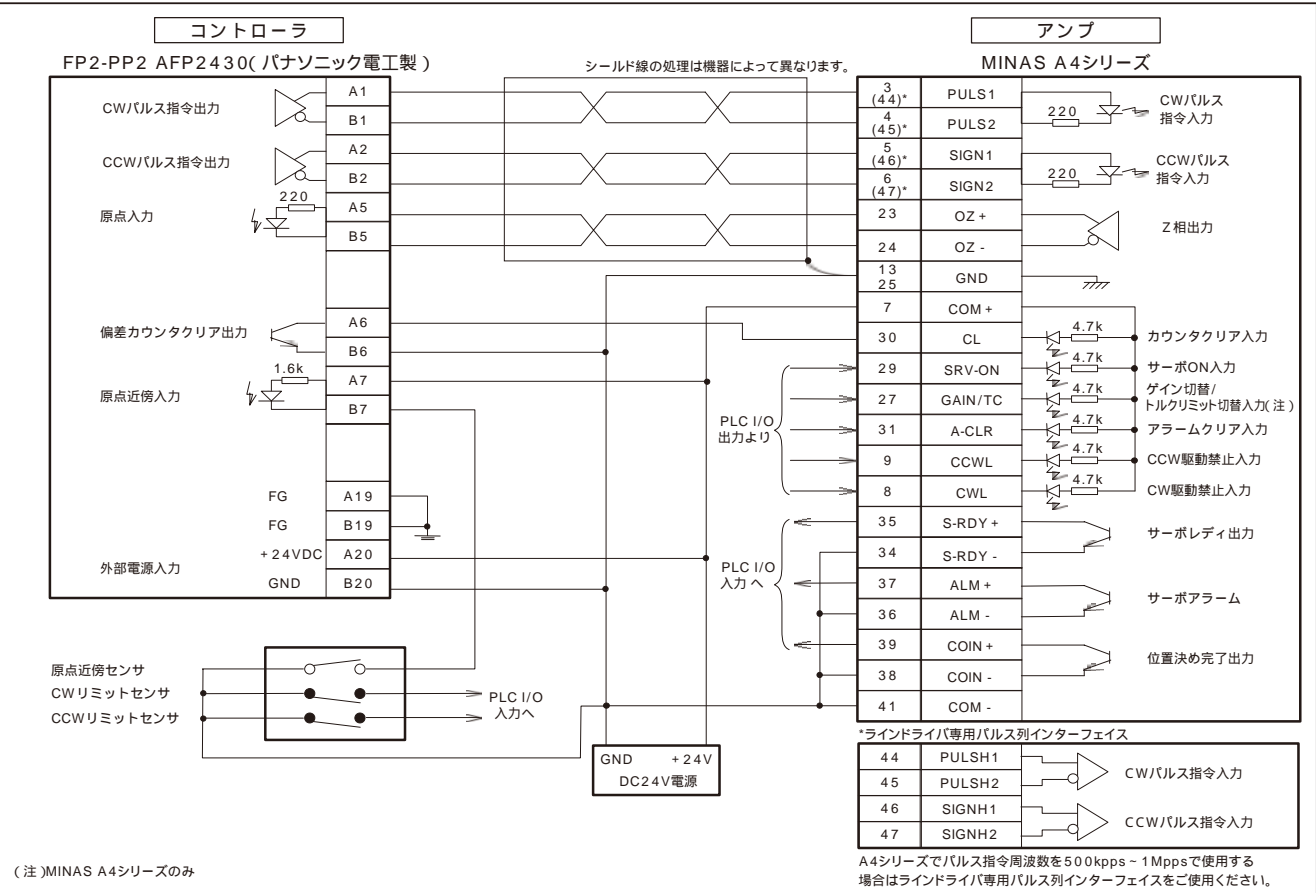 コントローラ
アンプ
FP2-PP2 AFP2430(パナソニック電工製)
シールド線の処理は機器によって異なります。
MINAS A4シリーズ
CWパルス指令出力
A1
B1
CCWパルス指令出力
A2
B2
220
原点入力
A5
B5
偏差カウンタクリア出力
A6
B6
1.6k
原点近傍入力
A7
B7
FG
A19
FG
B19
+24VDC
A20
外部電源入力
GND
B20
3
(44)*
PULS1
4
(45)*
PULS2
220
CWパルス
指令入力
5
(46)*
SIGN1
6
(47)*
SIGN2
220
CCWパルス
指令入力
23
OZ+
24
OZ-
Z相出力
13
25
GND
7
COM+
30
CL
4.7k
カウンタクリア入力
29
SRV-ON
4.7k
サーボON入力
27
GAIN/TC
4.7k
ゲイン切替/
トルクリミット切替入力(注)
31
A-CLR
4.7k
アラームクリア入力
9
CCWL
4.7k
CCW駆動禁止入力
8
CWL
4.7k
CW駆動禁止入力
PLC I/O
出力より
35
S-RDY+
34
S-RDY-
サーボレディ出力
37
ALM+
36
ALM-
サーボアラーム
39
COIN+
38
COIN-
位置決め完了出力
41
COM-
PLC I/O
入力へ
原点近傍センサ
CWリミットセンサ
CCWリミットセンサ
PLC I/O
入力へ
GND +24V
DC24V電源
*ラインドライバ専用パルス列インターフェイス
44
PULSH1
45
PULSH2
CWパルス指令入力
46
SIGNH1
47
SIGNH2
CCWパルス指令入力
(注)MINAS A4シリーズのみ
A4シリーズでパルス指令周波数を500kpps~1Mppsで使用する
場合はラインドライバ専用パルス列インターフェイスをご使用ください。